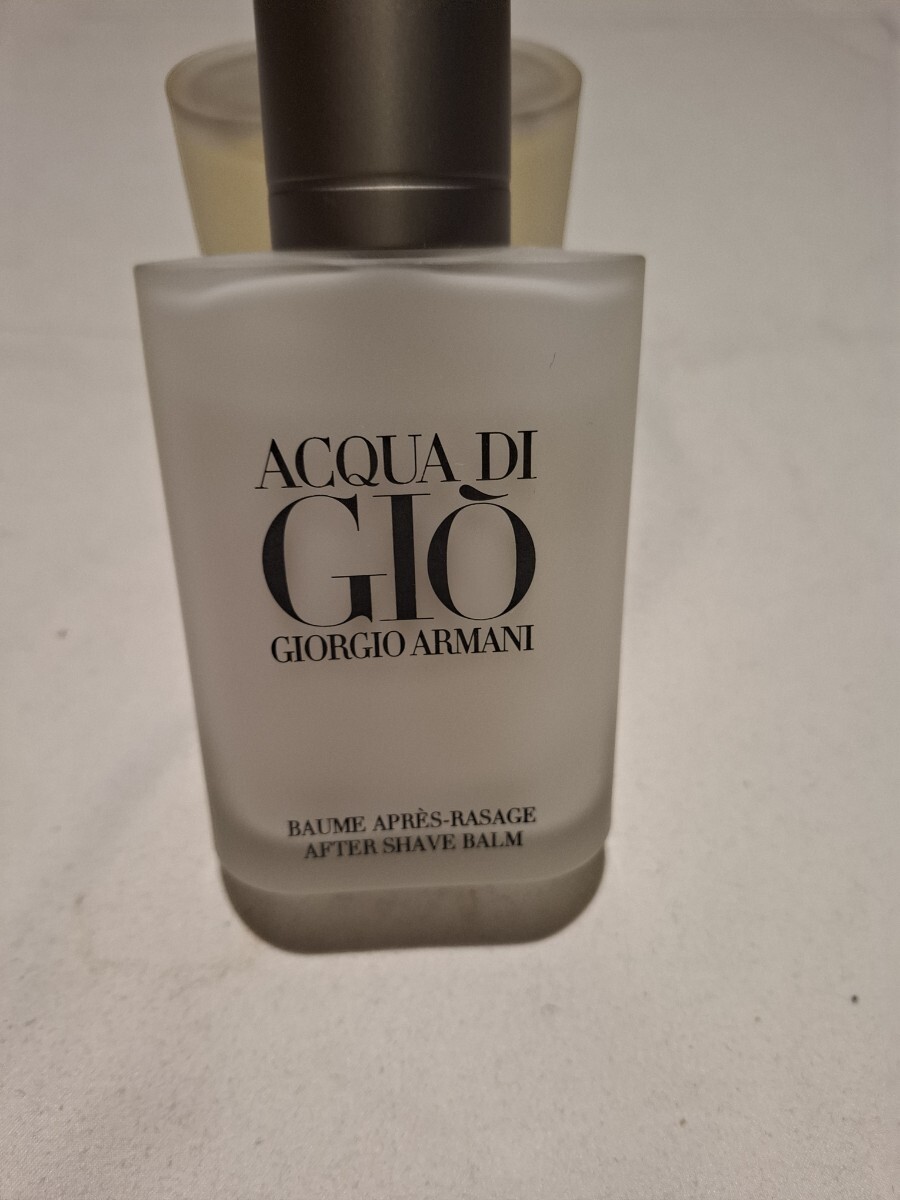 ACQUA DI
GIÒ
GIORGIO ARMANI
BAUME APRÈS-RASAGE
AFTER SHAVE BALM